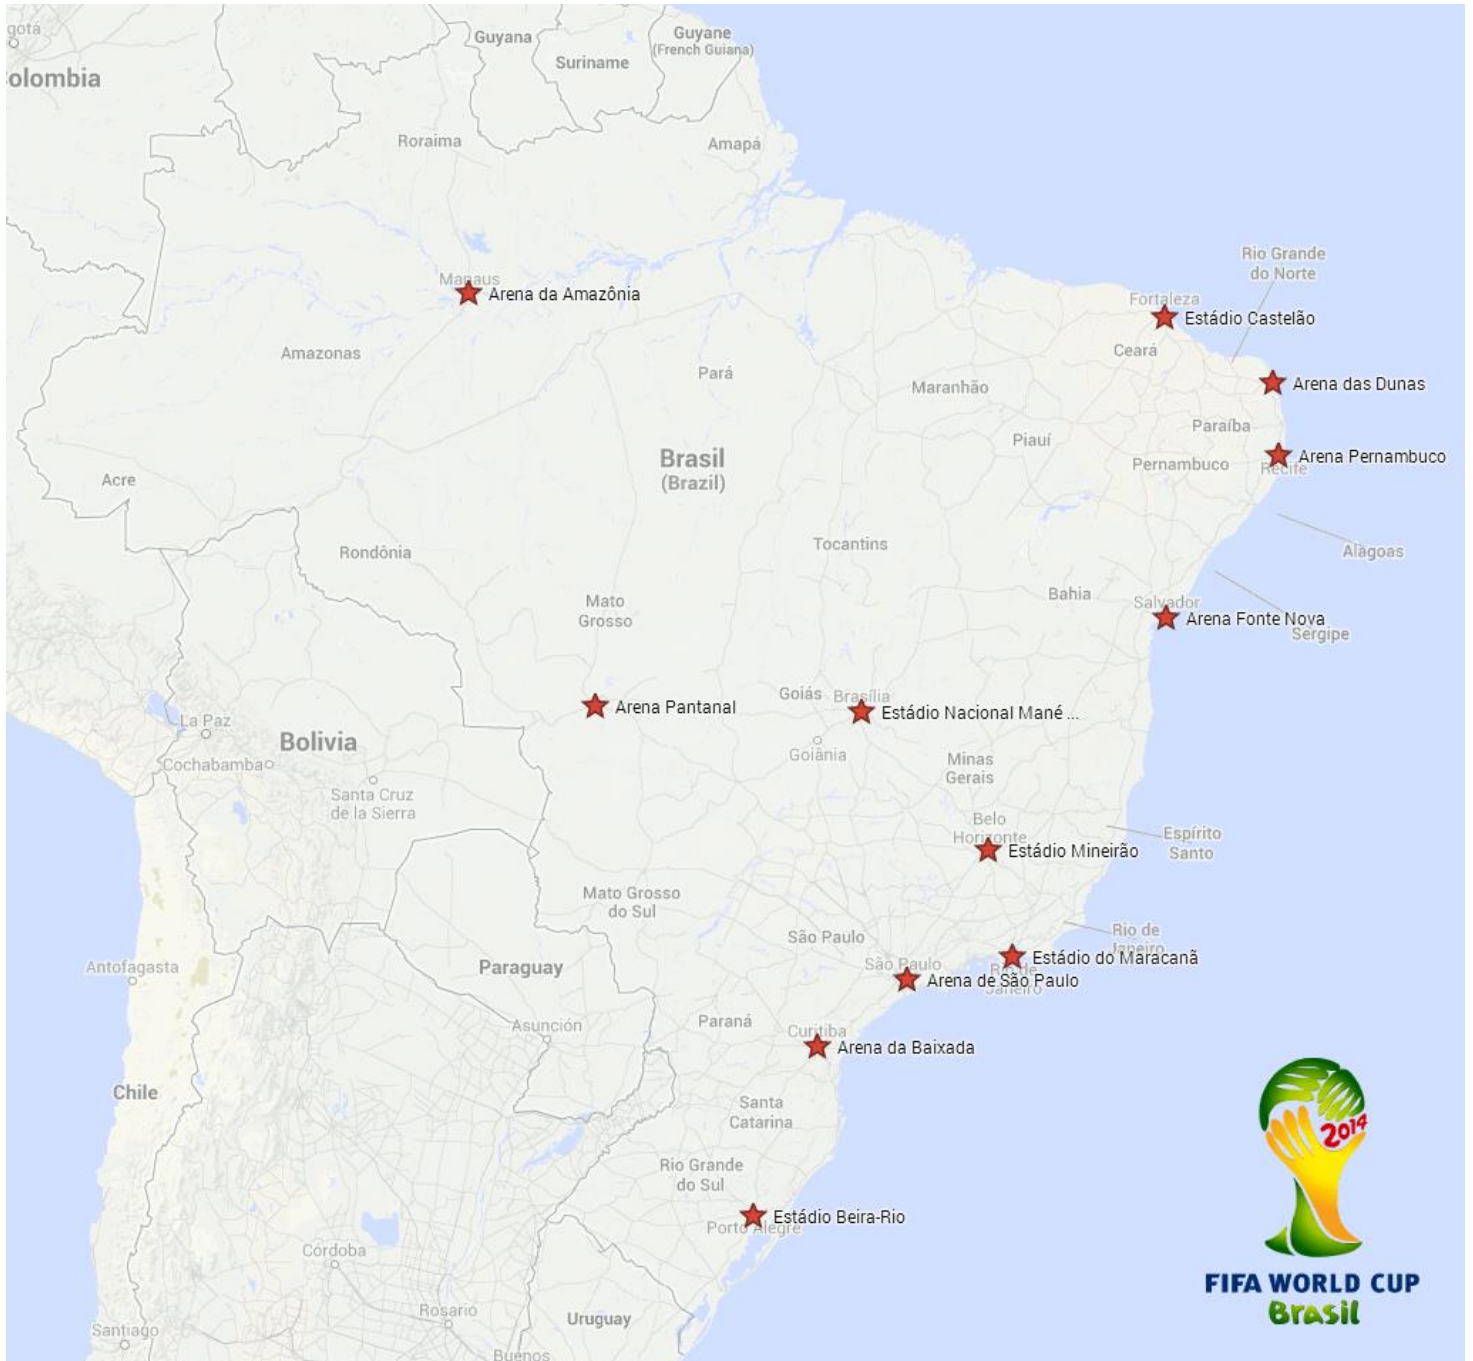 gotá
olombia
Guyana
Suriname
Guyane
(French Guiana)
Roraima
Amapá
Rio Grande
do Norte
Manaus
Arena da Amazônia
Fortaleza
Estádio Castelão
Ceará
Amazonas
Pará
Maranhão
Arena das Dunas
Paraíba
Piauí
Brasil
(Brazil)
Pernambuco
Arena Pernambuco
Recife
Acre
Rondônia
Tocantins
Alagoas
Mato
Grosso
Bahia
Salvador
Arena Fonte Nova
Sergipe
Goiás
Brasília
Arena Pantanal
Estádio Nacional Mané ...
La Paz
Bolivia
Cochabamba
Goiânia
Minas
Gerais
Santa Cruz
de la Sierra
Belo
Horizonte
Estádio Mineirão
Espírito
Santo
Mato Grosso
do Sul
São Paulo
Rio de
Janeiro
Estádio do Maracanã
São Paulo
Rio de
Janeiro
Arena de São Paulo
Antofagasta
Paraguay
Asunción
Paraná
Curitiba
Arena da Baixada
Chile
Santa
Catarina
Rio Grande
do Sul
Porto Alegre
Estádio Beira-Rio
Córdoba
Rosario
Uruguay
Santiago
Buenos
2014
FIFA WORLD CUP
Brasil